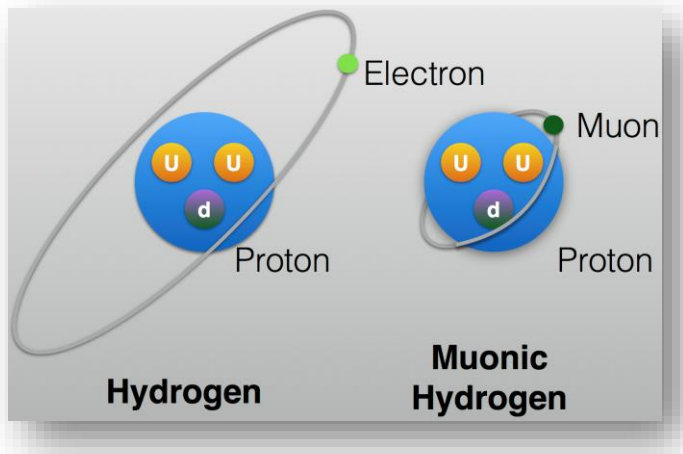 Electron
U U
d
Proton
Hydrogen
Muon
U U
d
Proton
Muonic
Hydrogen